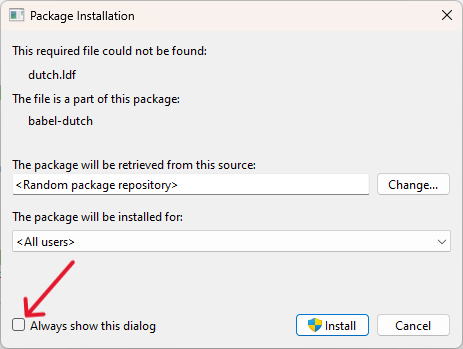 Package Installation
This required file could not be found:
dutch.ldf
The file is a part of this package:
babel-dutch
The package will be retrieved from this source:
<Random package repository>
Change...
The package will be installed for:
<All users>
Always show this dialog
Install
Cancel